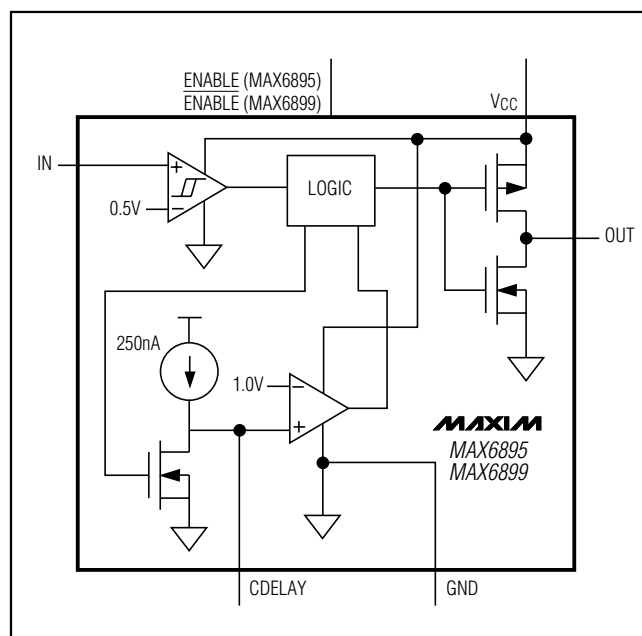 ENABLE (MAX6895)
ENABLE (MAX6899)
VCC
IN
+
0.5V
−
LOGIC
OUT
250nA
1.0V
−
+
MAXIM
MAX6895
MAX6899
CDELAY
GND